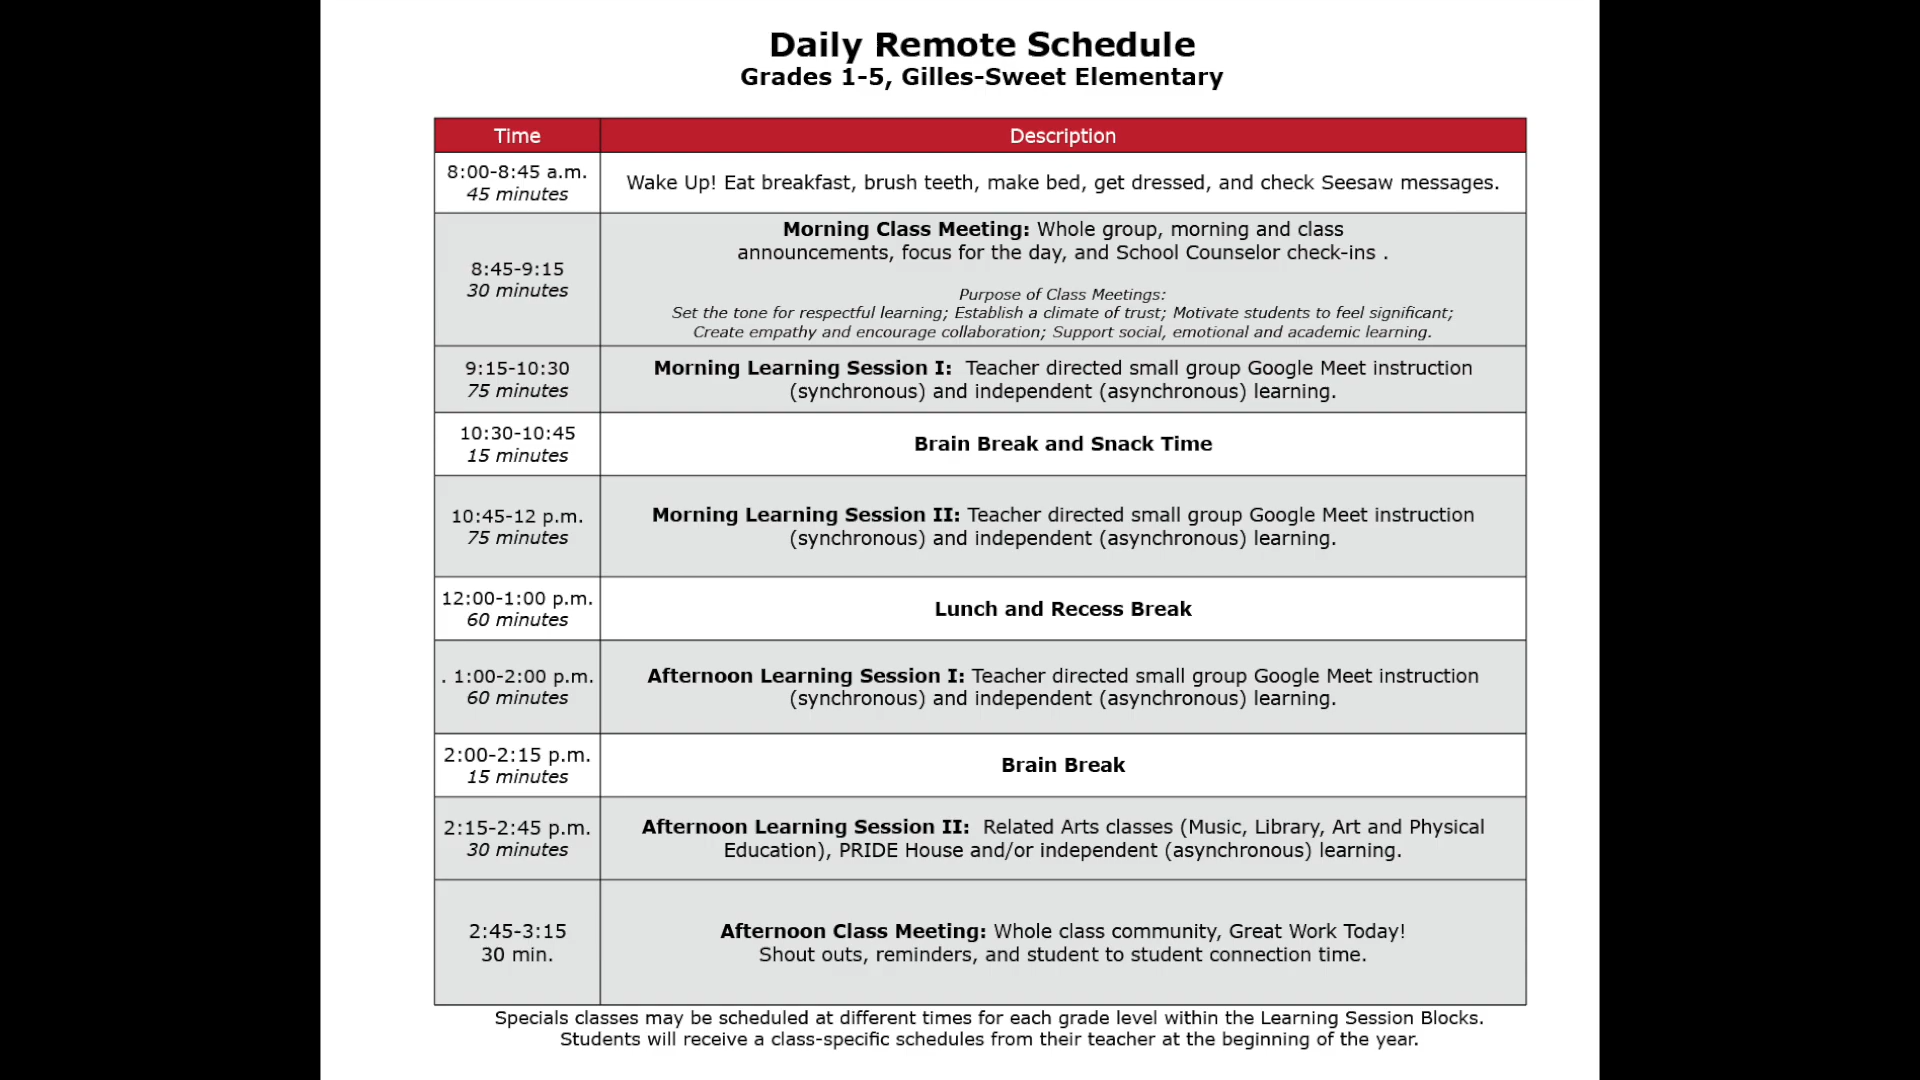 Daily Remote Schedule
Grades 1-5, Gilles-Sweet Elementary
Time
Description
8:00-8:45 a.m.
45 minutes
Wake Up! Eat breakfast, brush teeth, make bed, get dressed, and check Seesaw messages.
8:45-9:15
30 minutes
Morning Class Meeting: Whole group, morning and class
announcements, focus for the day, and School Counselor check-ins .
Purpose of Class Meetings:
Set the tone for respectful learning; Establish a climate of trust; Motivate students to feel significant;
Create empathy and encourage collaboration; Support social, emotional and academic learning.
9:15-10:30
75 minutes
Morning Learning Session I:  Teacher directed small group Google Meet instruction
(synchronous) and independent (asynchronous) learning.
10:30-10:45
15 minutes
Brain Break and Snack Time
10:45-12 p.m.
75 minutes
Morning Learning Session II: Teacher directed small group Google Meet instruction
(synchronous) and independent (asynchronous) learning.
12:00-1:00 p.m.
60 minutes
Lunch and Recess Break
. 1:00-2:00 p.m.
60 minutes
Afternoon Learning Session I: Teacher directed small group Google Meet instruction
(synchronous) and independent (asynchronous) learning.
2:00-2:15 p.m.
15 minutes
Brain Break
2:15-2:45 p.m.
30 minutes
Afternoon Learning Session II:  Related Arts classes (Music, Library, Art and Physical
Education), PRIDE House and/or independent (asynchronous) learning.
2:45-3:15
30 min.
Afternoon Class Meeting: Whole class community, Great Work Today!
Shout outs, reminders, and student to student connection time.
Specials classes may be scheduled at different times for each grade level within the Learning Session Blocks.
Students will receive a class-specific schedules from their teacher at the beginning of the year.